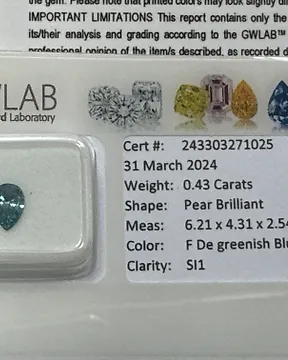 the gem. Please note that printed colors may look slightly di
IMPORTANT LIMITATIONS This report contains only the
its/their analysis and grading according to the GWLAB™
professional opinion of the item/s described, as recorded d
WLAB
rd Laboratory
Cert #: 243303271025
31 March 2024
Weight: 0.43 Carats
Shape: Pear Brilliant
Meas: 6.21 x 4.31 x 2.54
Color: F De greenish Blu
Clarity: SI1